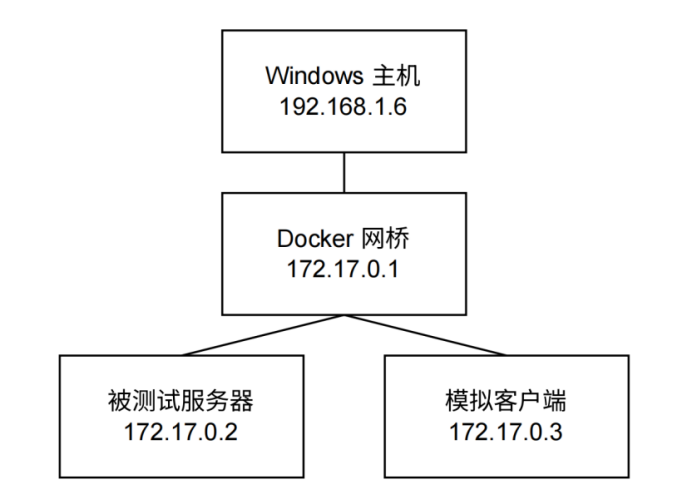 Windows 主机
192.168.1.6
Docker 网桥
172.17.0.1
被测试服务器
172.17.0.2
模拟客户端
172.17.0.3